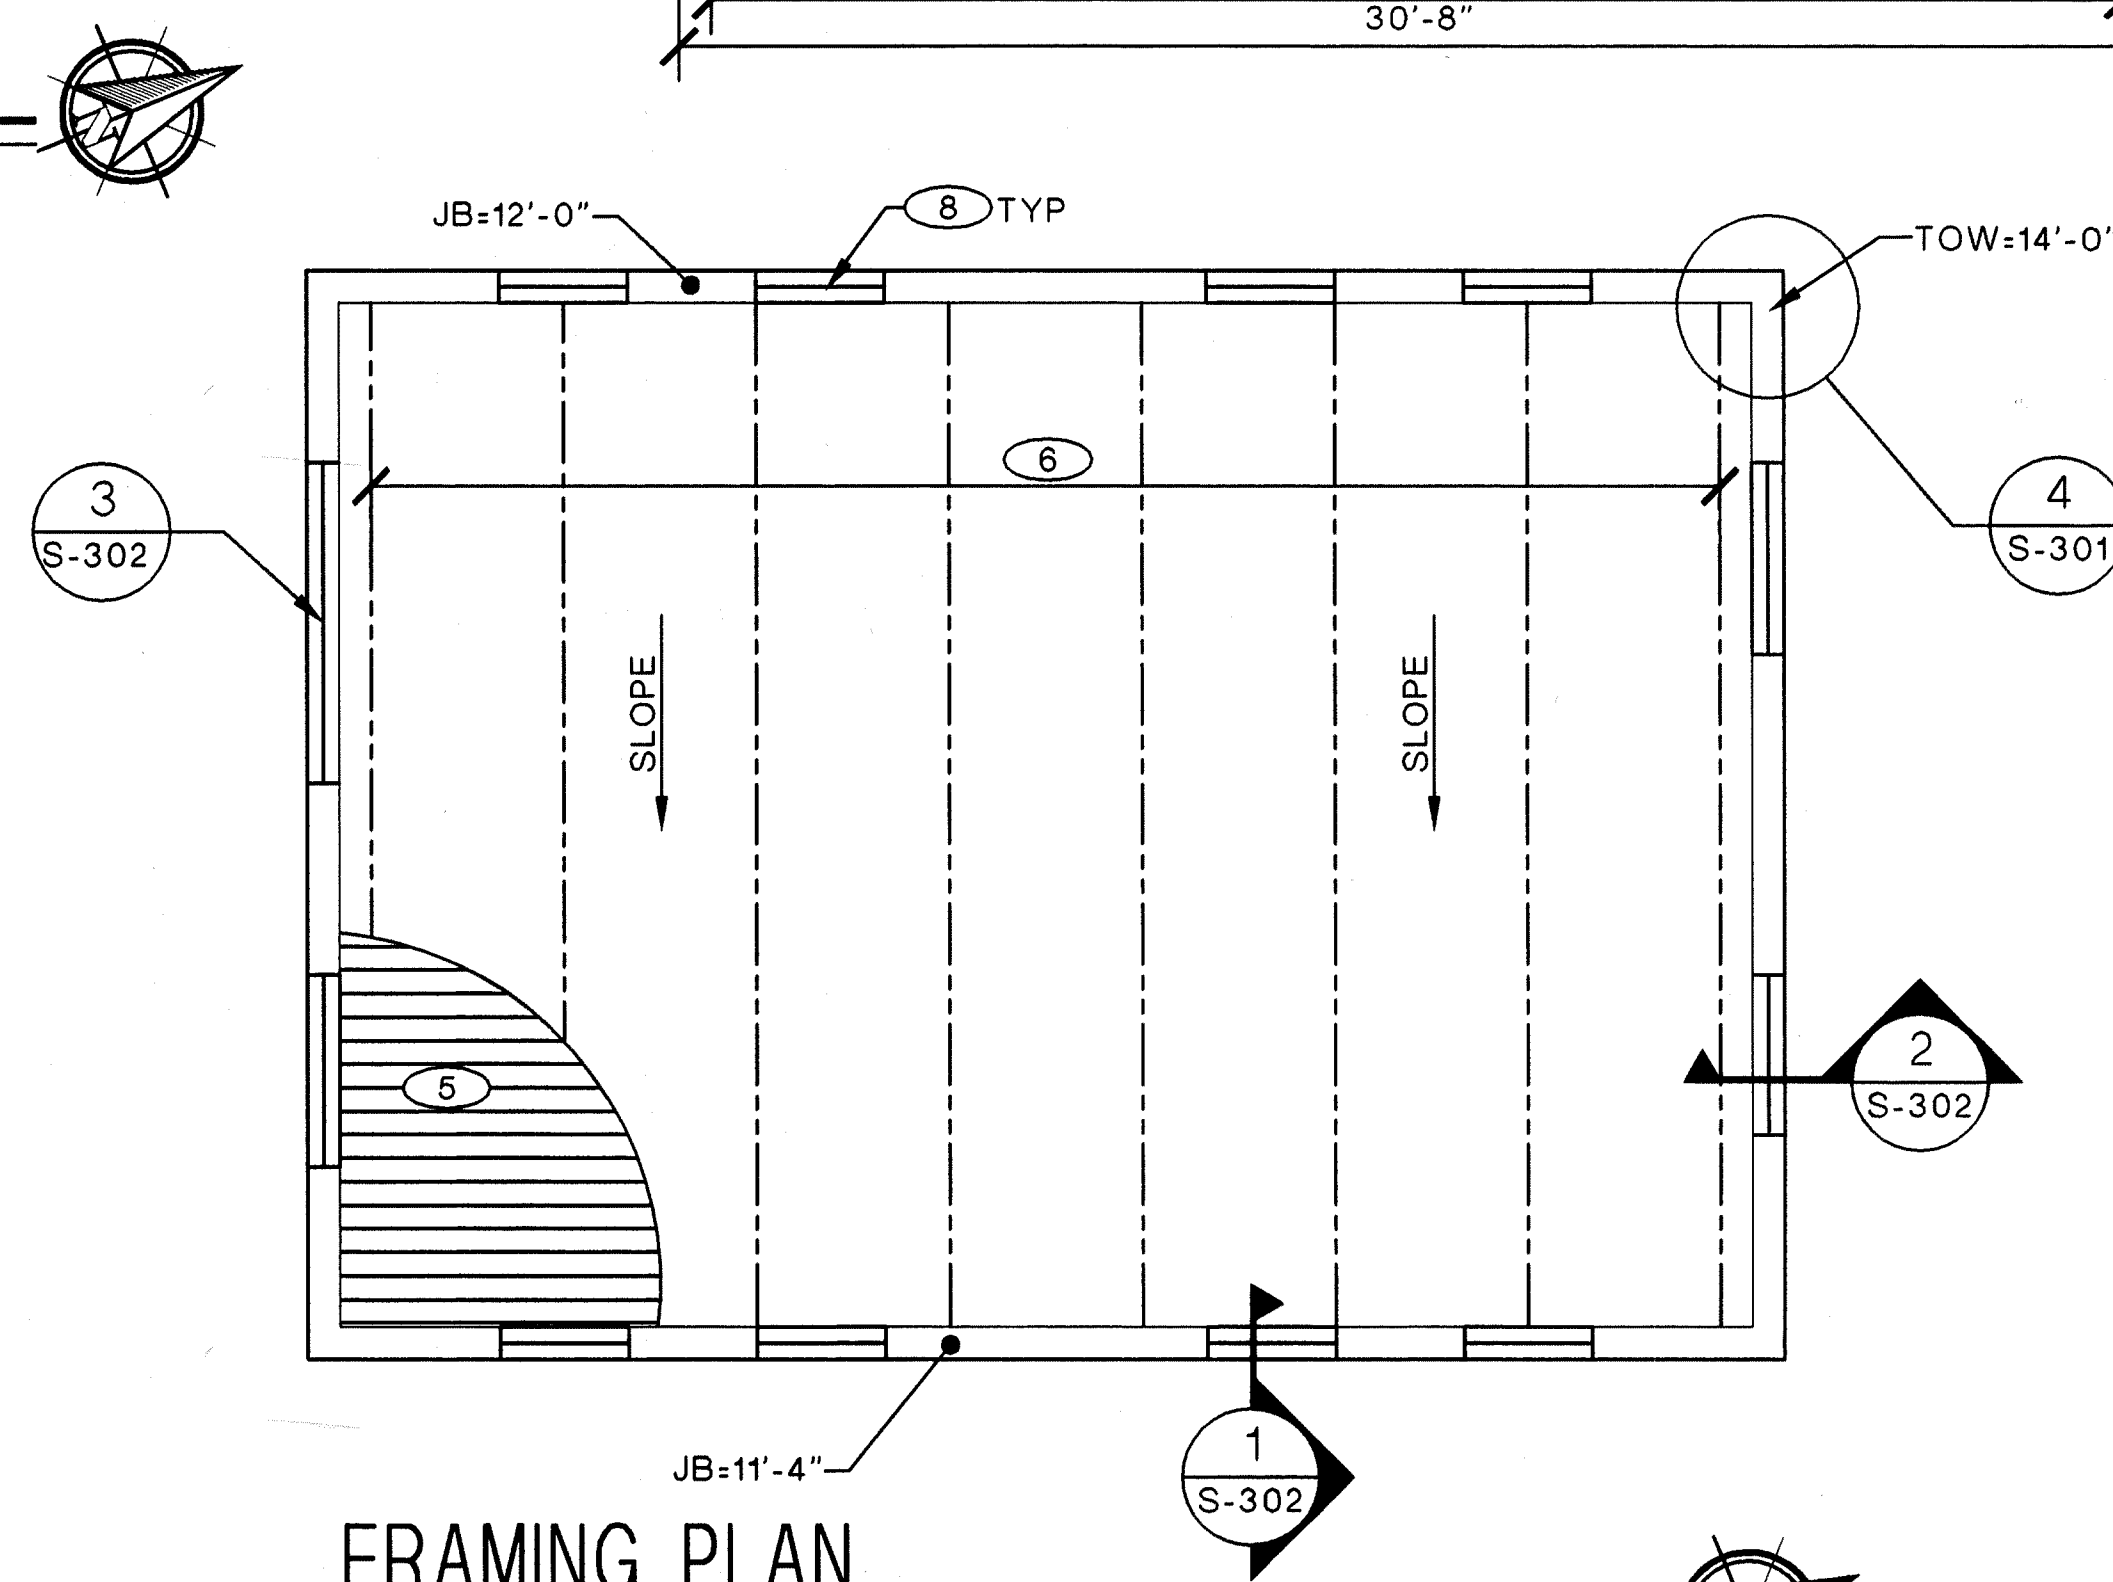 30'-8"
JB=12'-0"
8 TYP
TOW=14'-0"
6
3
S-302
4
S-301
SLOPE
SLOPE
5
2
S-302
JB=11'-4"
1
S-302
FRAMING PLAN